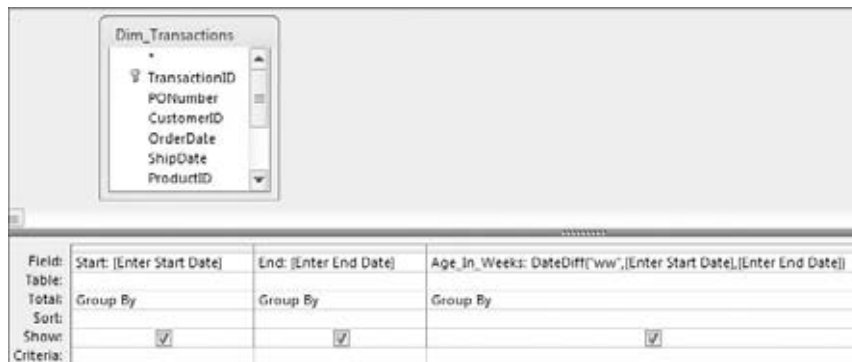 Dim_Transactions
*
TransactionID
PONumber
CustomerID
OrderDate
ShipDate
ProductID
Field: Start: [Enter Start Date] End: [Enter End Date] Age_In_Weeks: DateDiff("ww",[Enter Start Date],[Enter End Date])
Table:
Total: Group By Group By Group By
Sort:
Show:
Criteria: